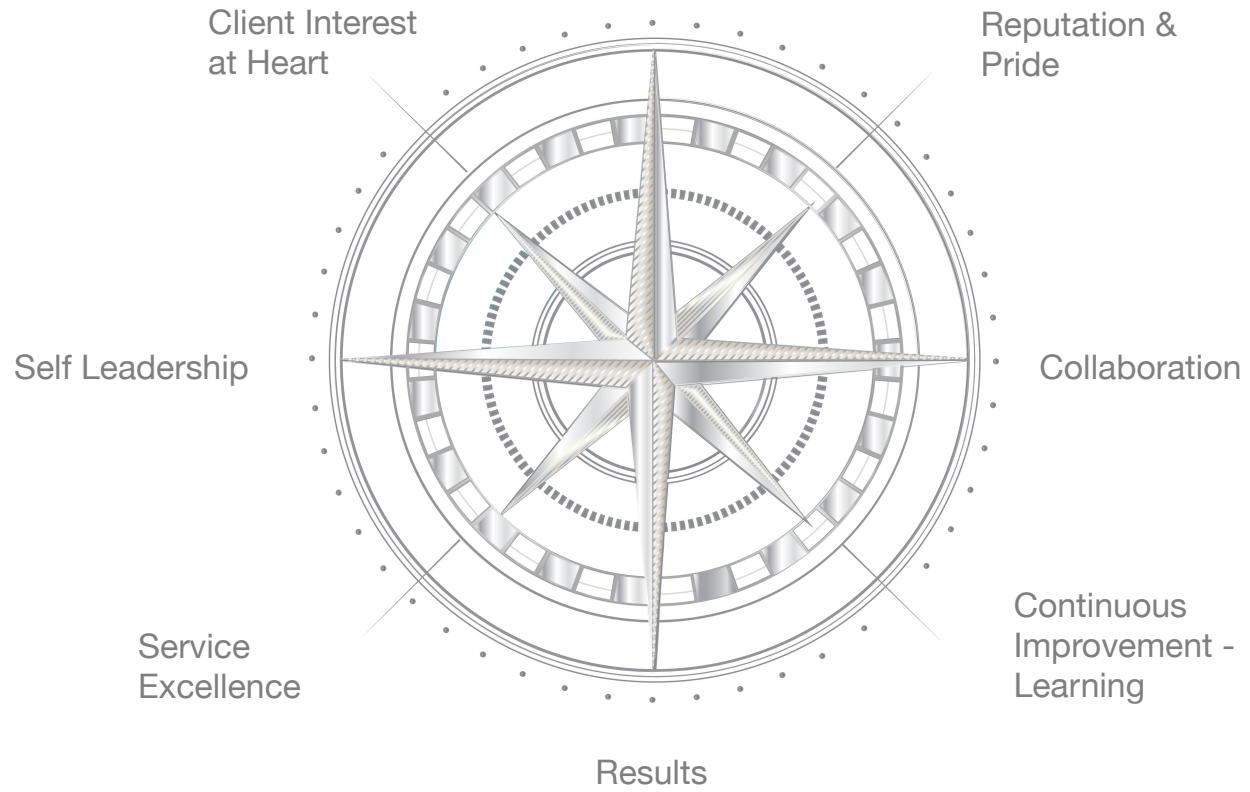 Client Interest
at Heart
Reputation &
Pride
Self Leadership
Collaboration
Service
Excellence
Continuous
Improvement -
Learning
Results